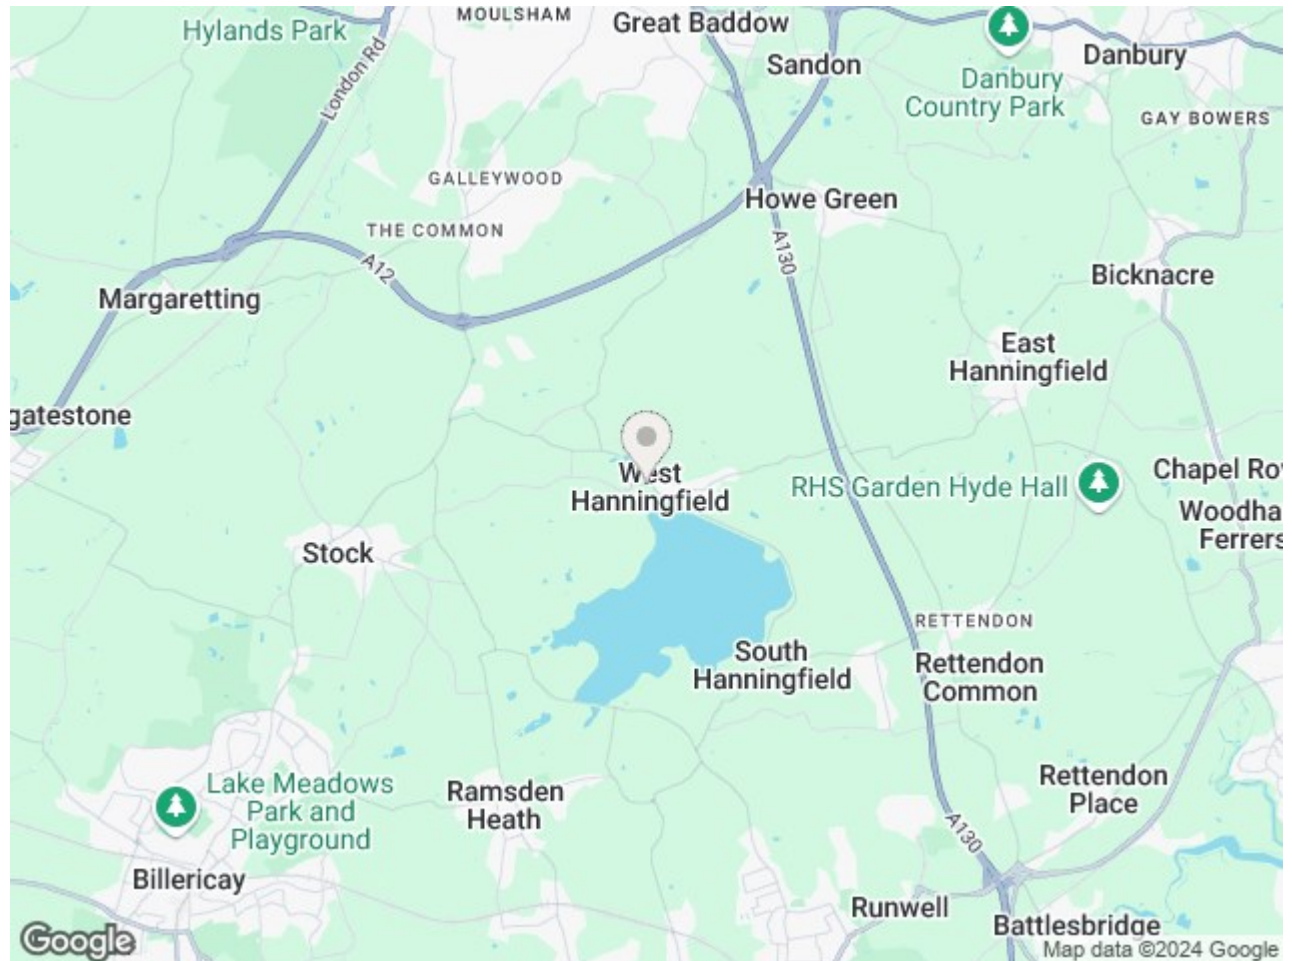 MOULSHAM
Great Baddow
Hylands Park
Sandon
Danbury
London Rd
Danbury
Country Park
GAY BOWERS
GALLEYWOOD
Howe Green
THE COMMON
A12
A130
Margaretting
Bicknacre
East
Hanningfield
gatestone
West
Hanningfield
RHS Garden Hyde Hall
Chapel Ro
Woodha
Ferrers
Stock
RETTENDON
South
Hanningfield
Rettendon
Common
Lake Meadows
Park and
Playground
Ramsden
Heath
Rettendon
Place
A130
Billericay
Runwell
Battlesbridge
Google
Map data ©2024 Google